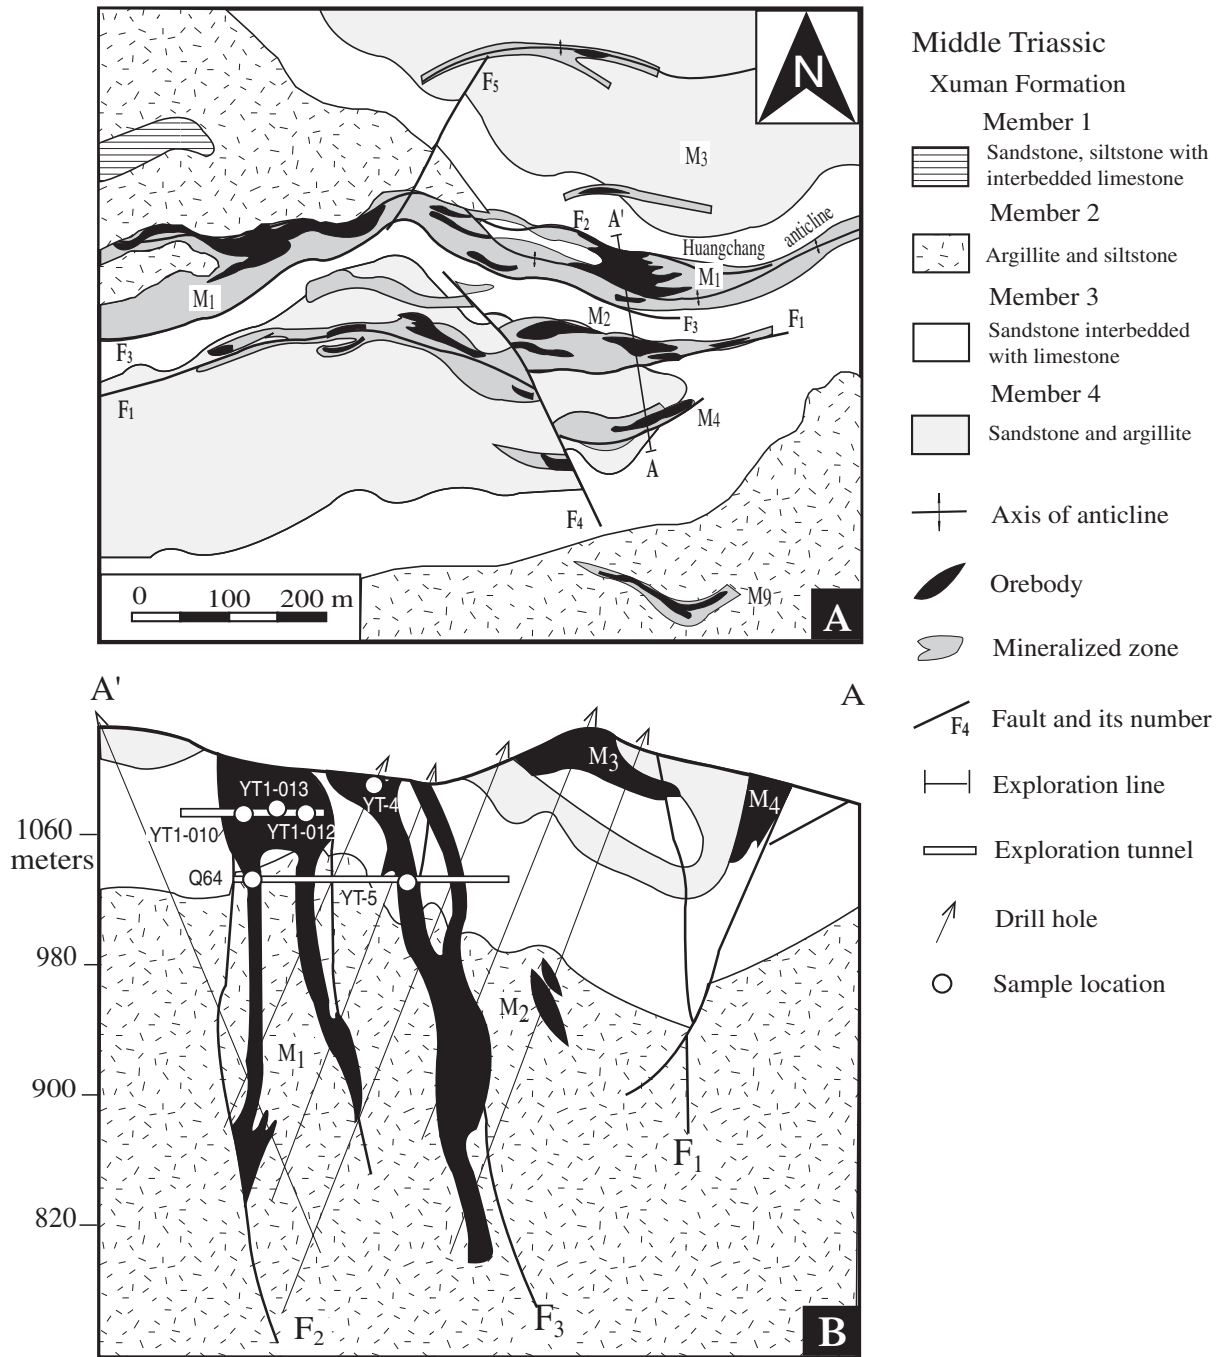 N
F5
M3
F2
A'
Huangchang
anticline
M1
M1
M2
F3
F1
F3
F1
M4
A
F4
0 100 200 m
M9
A
Middle Triassic
Xuman Formation
Member 1
Sandstone, siltstone with
interbedded limestone
Member 2
Argillite and siltstone
Member 3
Sandstone interbedded
with limestone
Member 4
Sandstone and argillite
Axis of anticline
Orebody
Mineralized zone
F4 Fault and its number
Exploration line
Exploration tunnel
Drill hole
Sample location
A'
A
M3
YT1-013
YT-4
M4
1060
meters
YT1-010
YT1-012
Q64
YT-5
980
M2
M1
900
F1
820
F2
F3
B